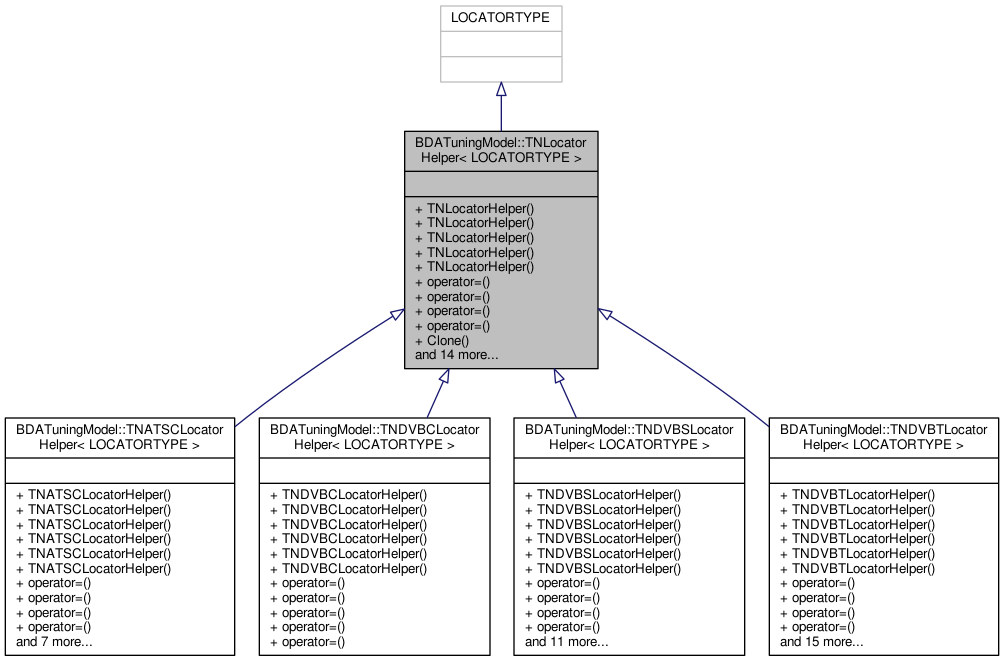 LOCATORTYPE
BDATuningModel::TNLocator
Helper< LOCATORTYPE >
+ TNLocatorHelper()
+ TNLocatorHelper()
+ TNLocatorHelper()
+ TNLocatorHelper()
+ TNLocatorHelper()
+ operator=()
+ operator=()
+ operator=()
+ operator=()
+ Clone()
and 14 more...
BDATuningModel::TNATSCLocator
Helper< LOCATORTYPE >
+ TNATSCLocatorHelper()
+ TNATSCLocatorHelper()
+ TNATSCLocatorHelper()
+ TNATSCLocatorHelper()
+ TNATSCLocatorHelper()
+ TNATSCLocatorHelper()
+ operator=()
+ operator=()
+ operator=()
+ operator=()
and 7 more...
BDATuningModel::TNDVBCLocator
Helper< LOCATORTYPE >
+ TNDVBCLocatorHelper()
+ TNDVBCLocatorHelper()
+ TNDVBCLocatorHelper()
+ TNDVBCLocatorHelper()
+ TNDVBCLocatorHelper()
+ TNDVBCLocatorHelper()
+ operator=()
+ operator=()
+ operator=()
+ operator=()
+ operator=()
BDATuningModel::TNDVBSLocator
Helper< LOCATORTYPE >
+ TNDVBSLocatorHelper()
+ TNDVBSLocatorHelper()
+ TNDVBSLocatorHelper()
+ TNDVBSLocatorHelper()
+ TNDVBSLocatorHelper()
+ TNDVBSLocatorHelper()
+ operator=()
+ operator=()
+ operator=()
+ operator=()
and 11 more...
BDATuningModel::TNDVBTLocator
Helper< LOCATORTYPE >
+ TNDVBTLocatorHelper()
+ TNDVBTLocatorHelper()
+ TNDVBTLocatorHelper()
+ TNDVBTLocatorHelper()
+ TNDVBTLocatorHelper()
+ TNDVBTLocatorHelper()
+ operator=()
+ operator=()
+ operator=()
+ operator=()
and 15 more...